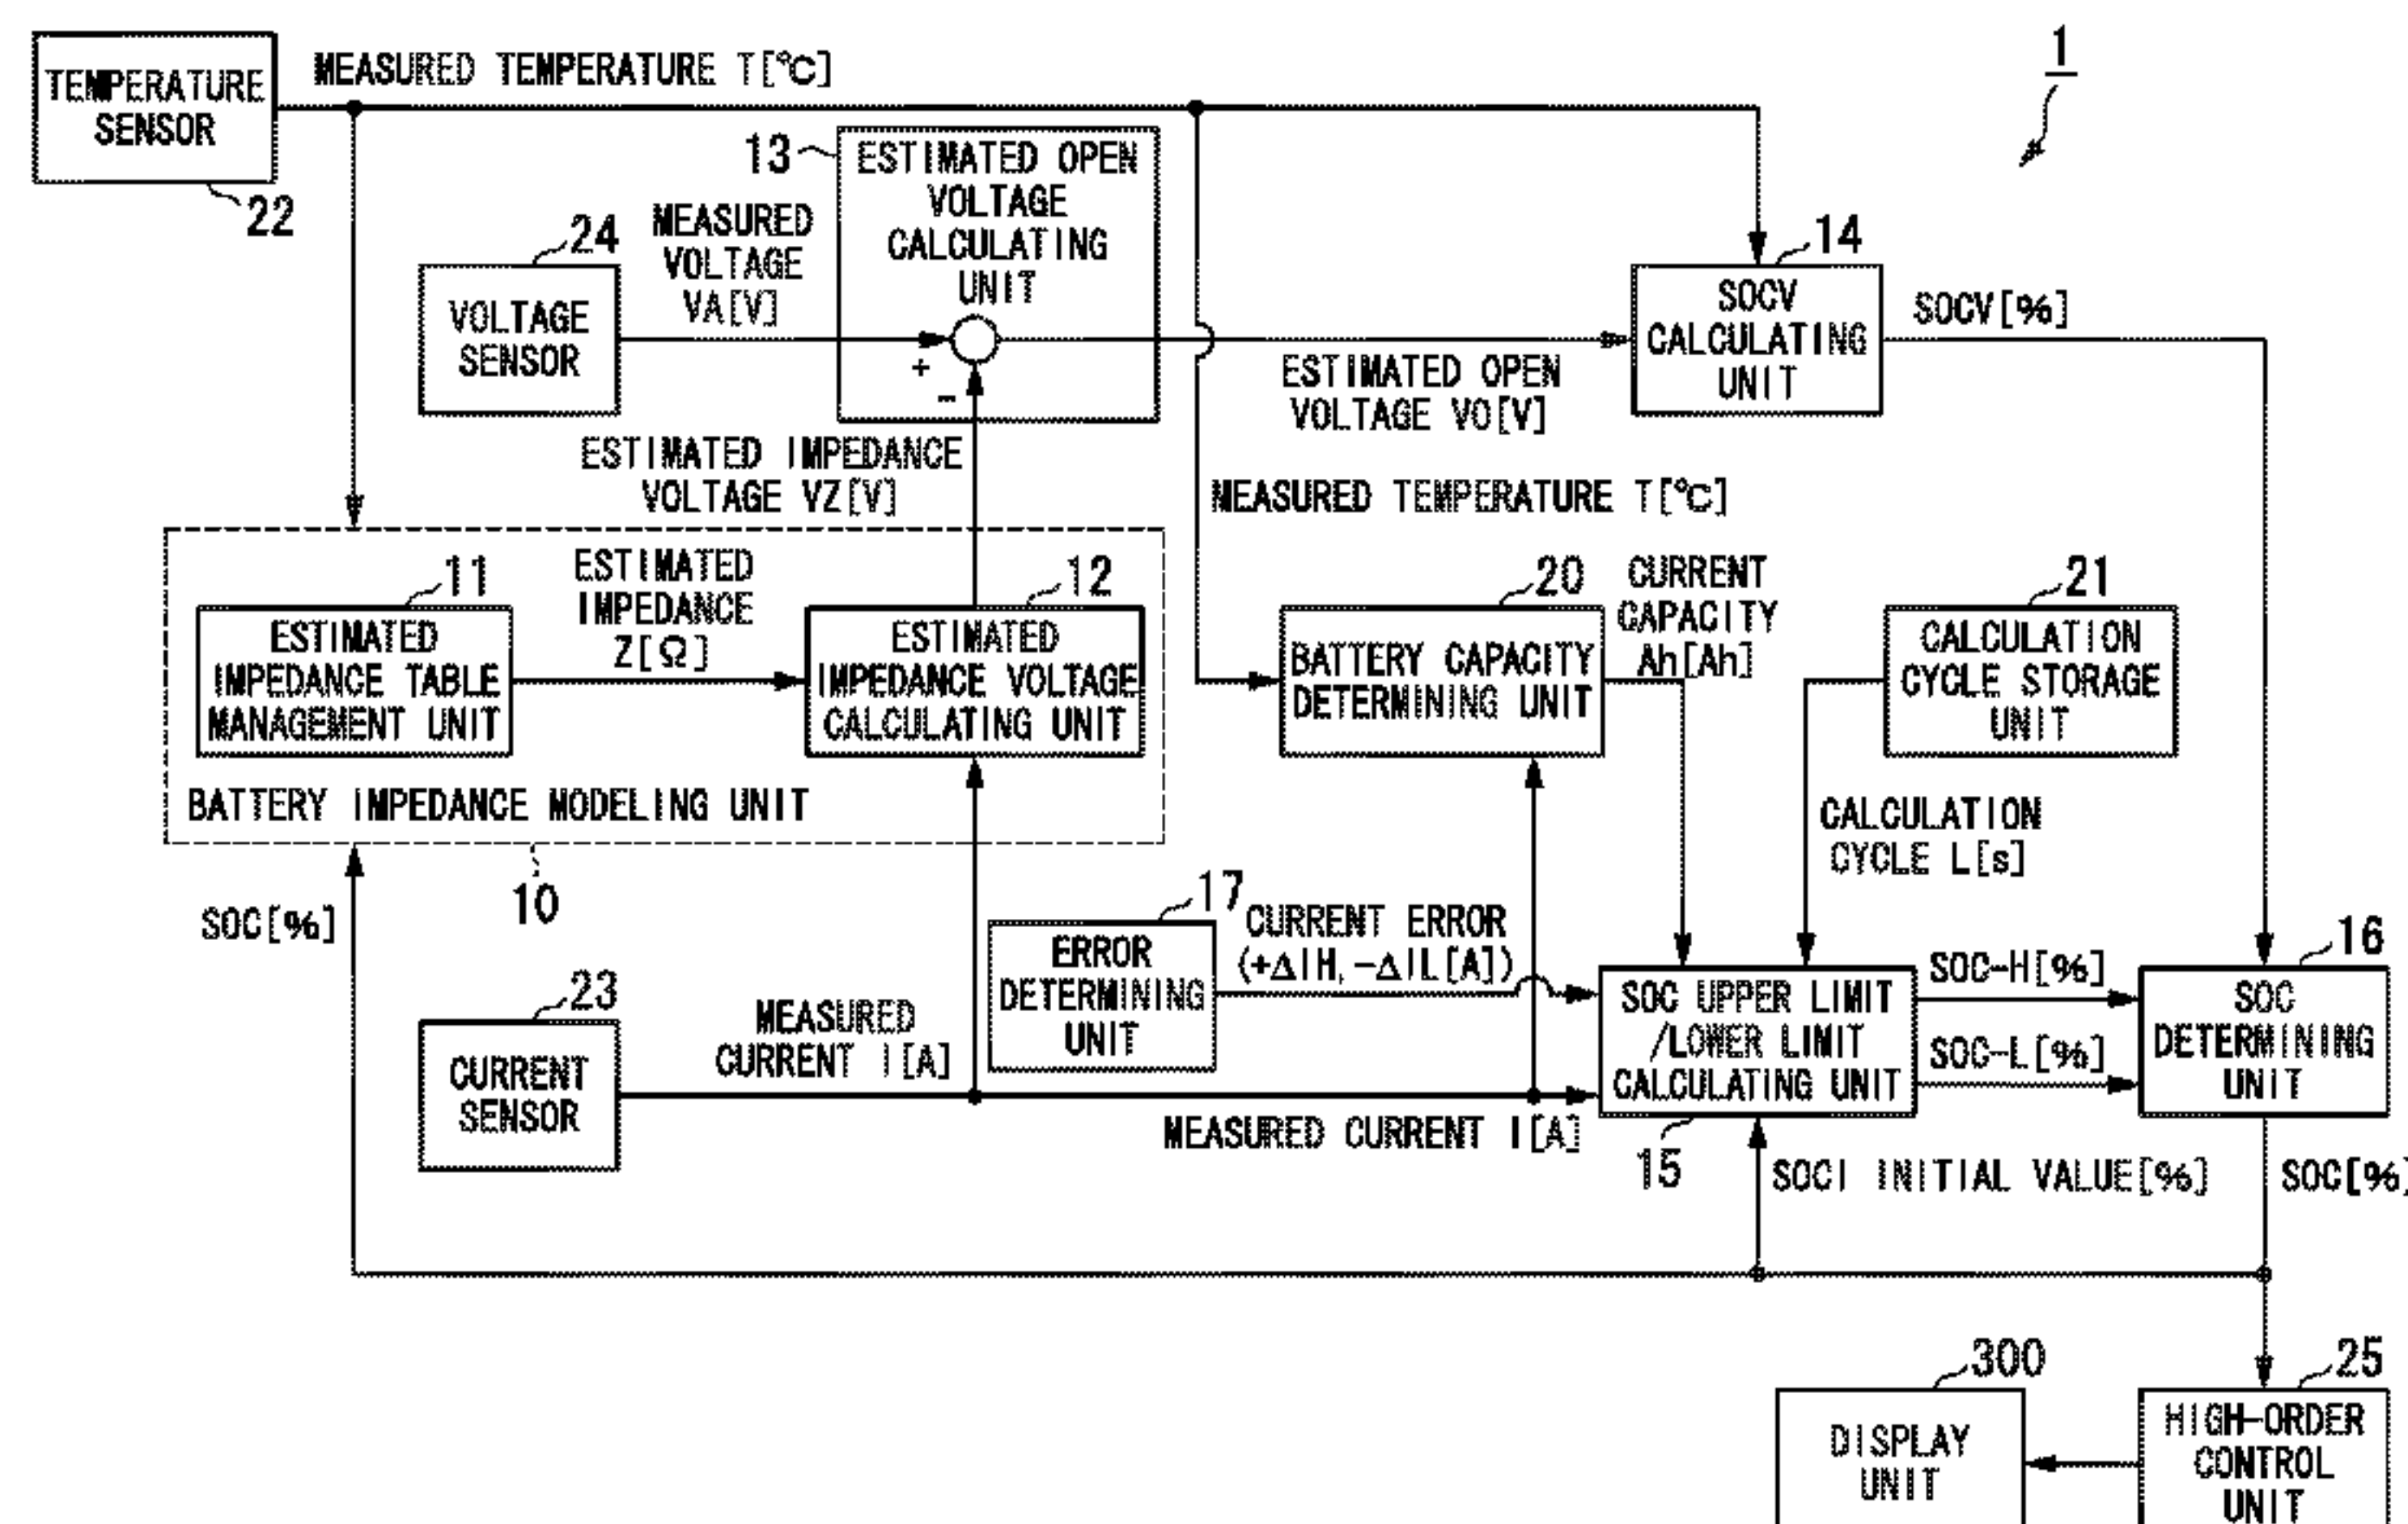 1
TEMPERATURE
SENSOR
22
MEASURED TEMPERATURE T[°C]
13
ESTIMATED OPEN
VOLTAGE
CALCULATING
UNIT
24
VOLTAGE
SENSOR
MEASURED
VOLTAGE
VA[V]
+
-
14
SOCV
CALCULATING
UNIT
SOCV[%]
ESTIMATED OPEN
VOLTAGE VO[V]
ESTIMATED IMPEDANCE
VOLTAGE VZ[V]
MEASURED TEMPERATURE T[°C]
11
ESTIMATED
IMPEDANCE TABLE
MANAGEMENT UNIT
ESTIMATED
IMPEDANCE
Z[Ω]
12
ESTIMATED
IMPEDANCE VOLTAGE
CALCULATING UNIT
BATTERY IMPEDANCE MODELING UNIT
10
20
BATTERY CAPACITY
DETERMINING UNIT
CURRENT
CAPACITY
Ah[Ah]
21
CALCULATION
CYCLE STORAGE
UNIT
CALCULATION
CYCLE L[s]
SOC[%]
17
ERROR
DETERMINING
UNIT
CURRENT ERROR
(+ΔIH,-ΔIL[A])
23
CURRENT
SENSOR
MEASURED
CURRENT I[A]
MEASURED CURRENT I[A]
SOC UPPER LIMIT
/LOWER LIMIT
CALCULATING UNIT
15
SOC-H[%]
SOC-L[%]
16
SOC
DETERMINING
UNIT
SOCI INITIAL VALUE[%]
SOC[%]
300
DISPLAY
UNIT
25
HIGH-ORDER
CONTROL
UNIT